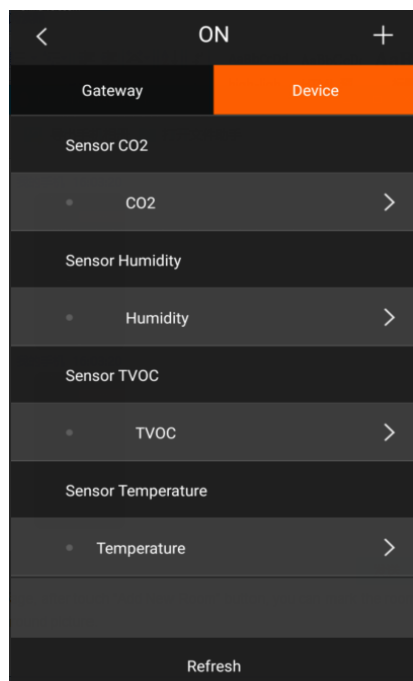 ON
Gateway Device
Sensor CO2
CO2
Sensor Humidity
Humidity
Sensor TVOC
TVOC
Sensor Temperature
Temperature
Refresh